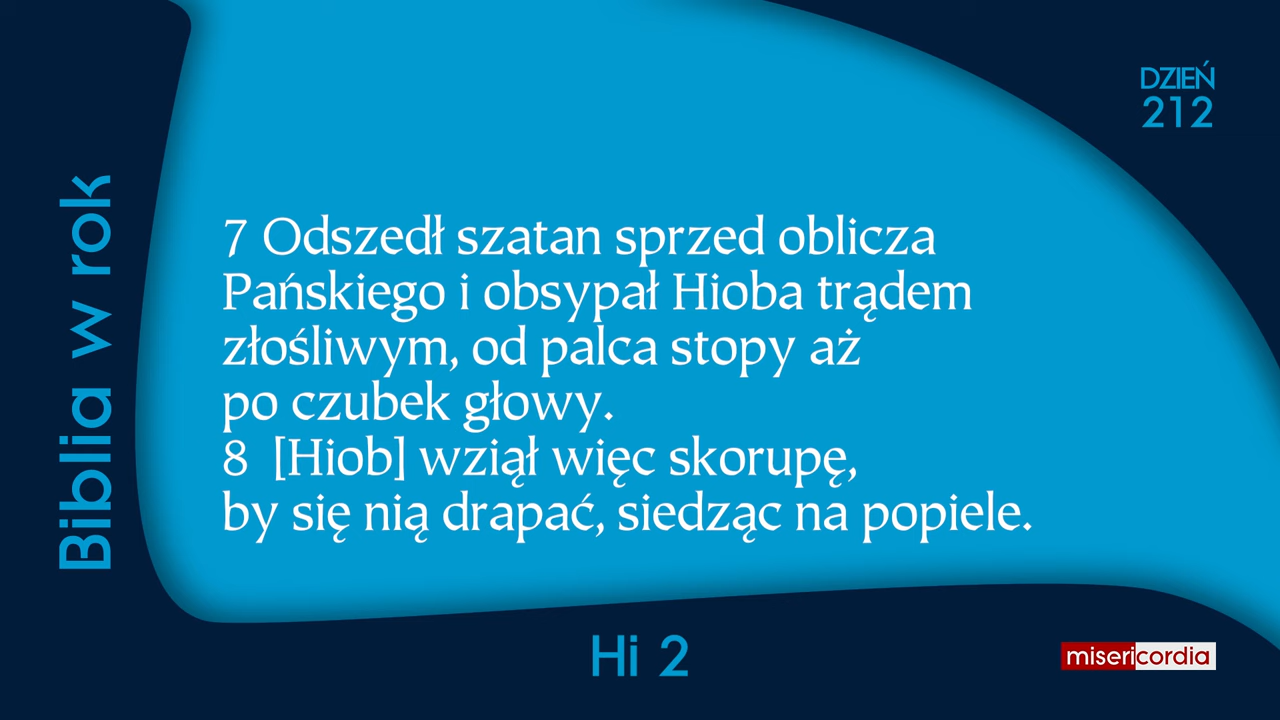 DZIEŃ
212
Biblia w rok
7 Odszedł szatan sprzed oblicza
Pańskiego i obsypał Hioba trądem
złośliwym, od palca stopy aż
po czubek głowy.
8 [Hiob] wziął więc skorupę,
by się nią drapać, siedząc na popiele.
Hi 2
misericordia